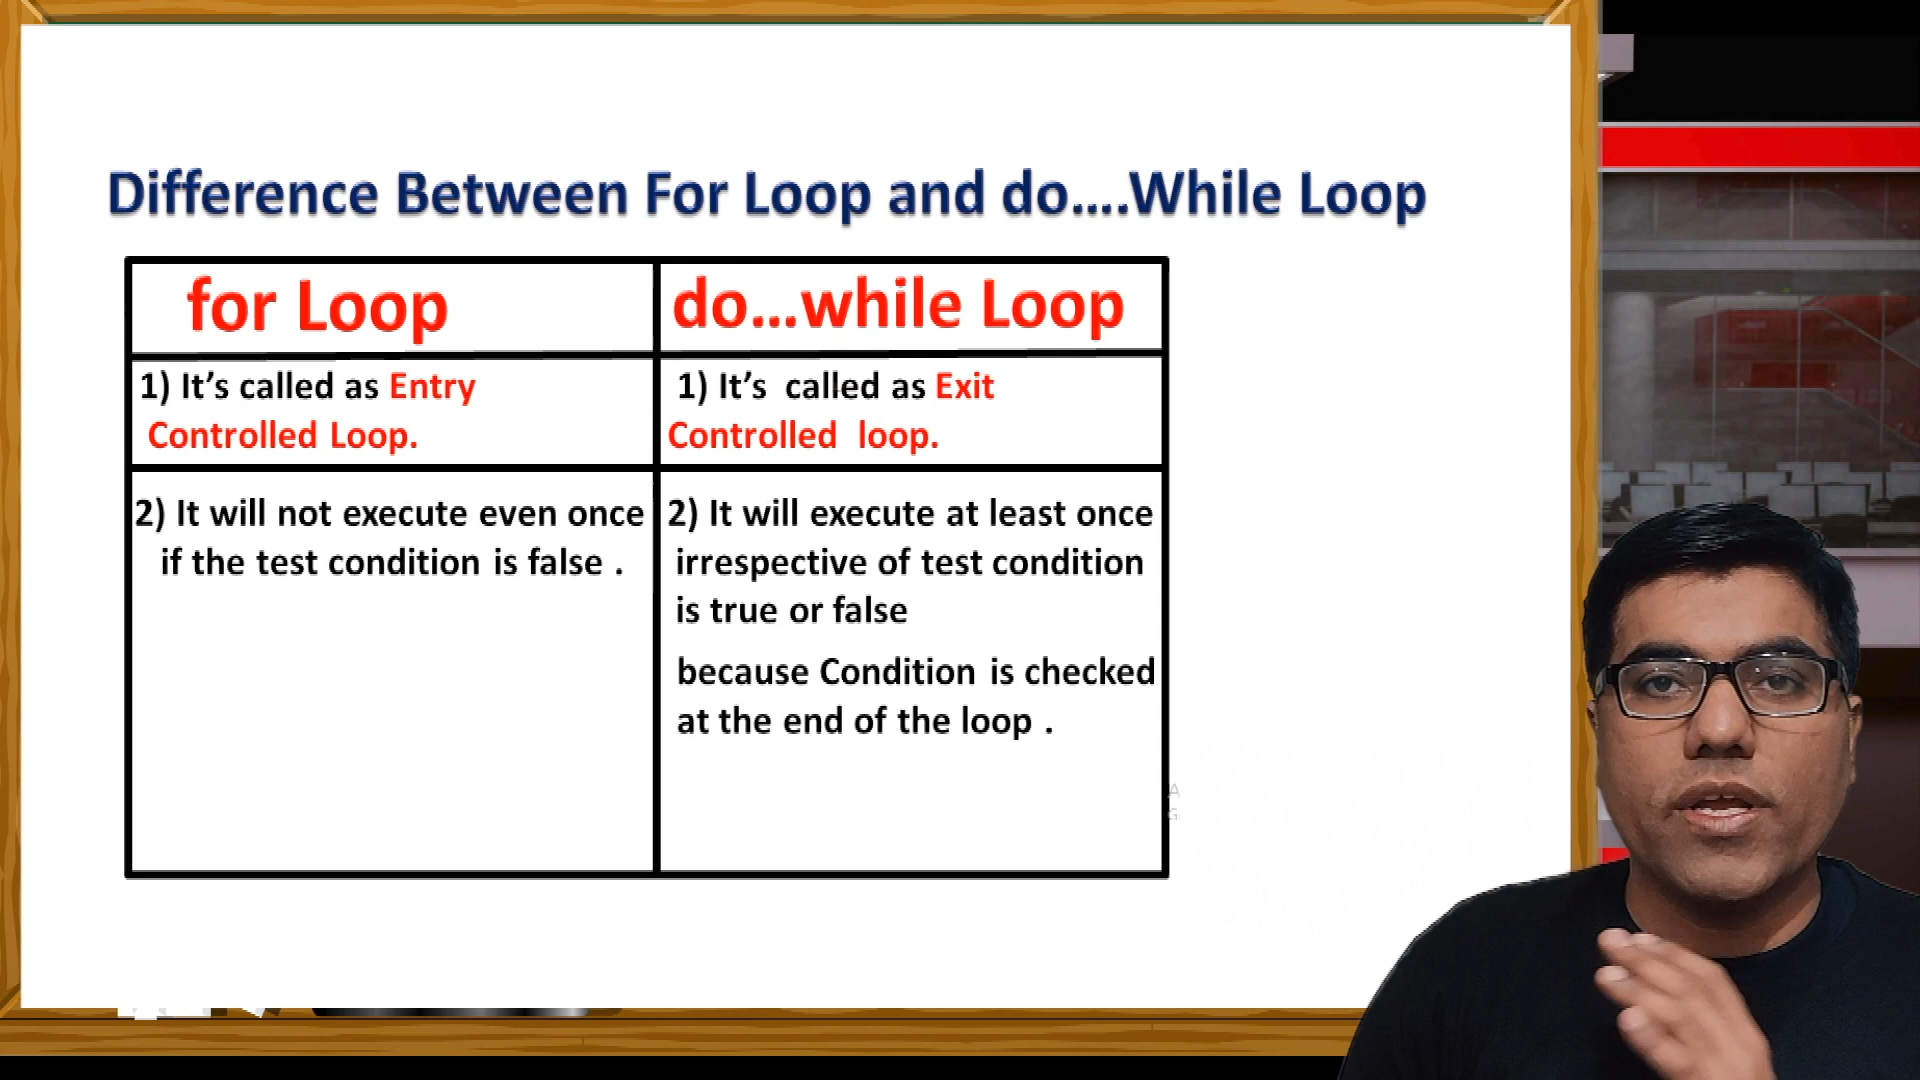 Difference Between For Loop and do....While Loop
for Loop
do...while Loop
1) It's called as Entry
Controlled Loop.
1) It's called as Exit
Controlled loop.
2) It will not execute even once
if the test condition is false .
2) It will execute at least once
irrespective of test condition
is true or false
because Condition is checked
at the end of the loop .
A
G